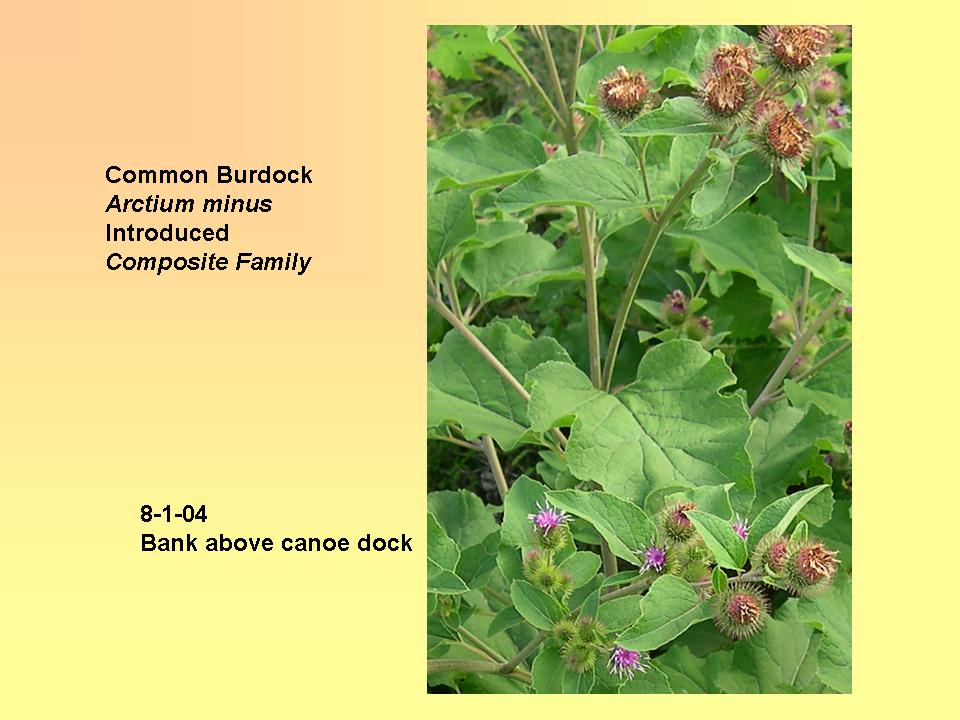 Common Burdock
Arctium minus
Introduced
Composite Family
8-1-04
Bank above canoe dock